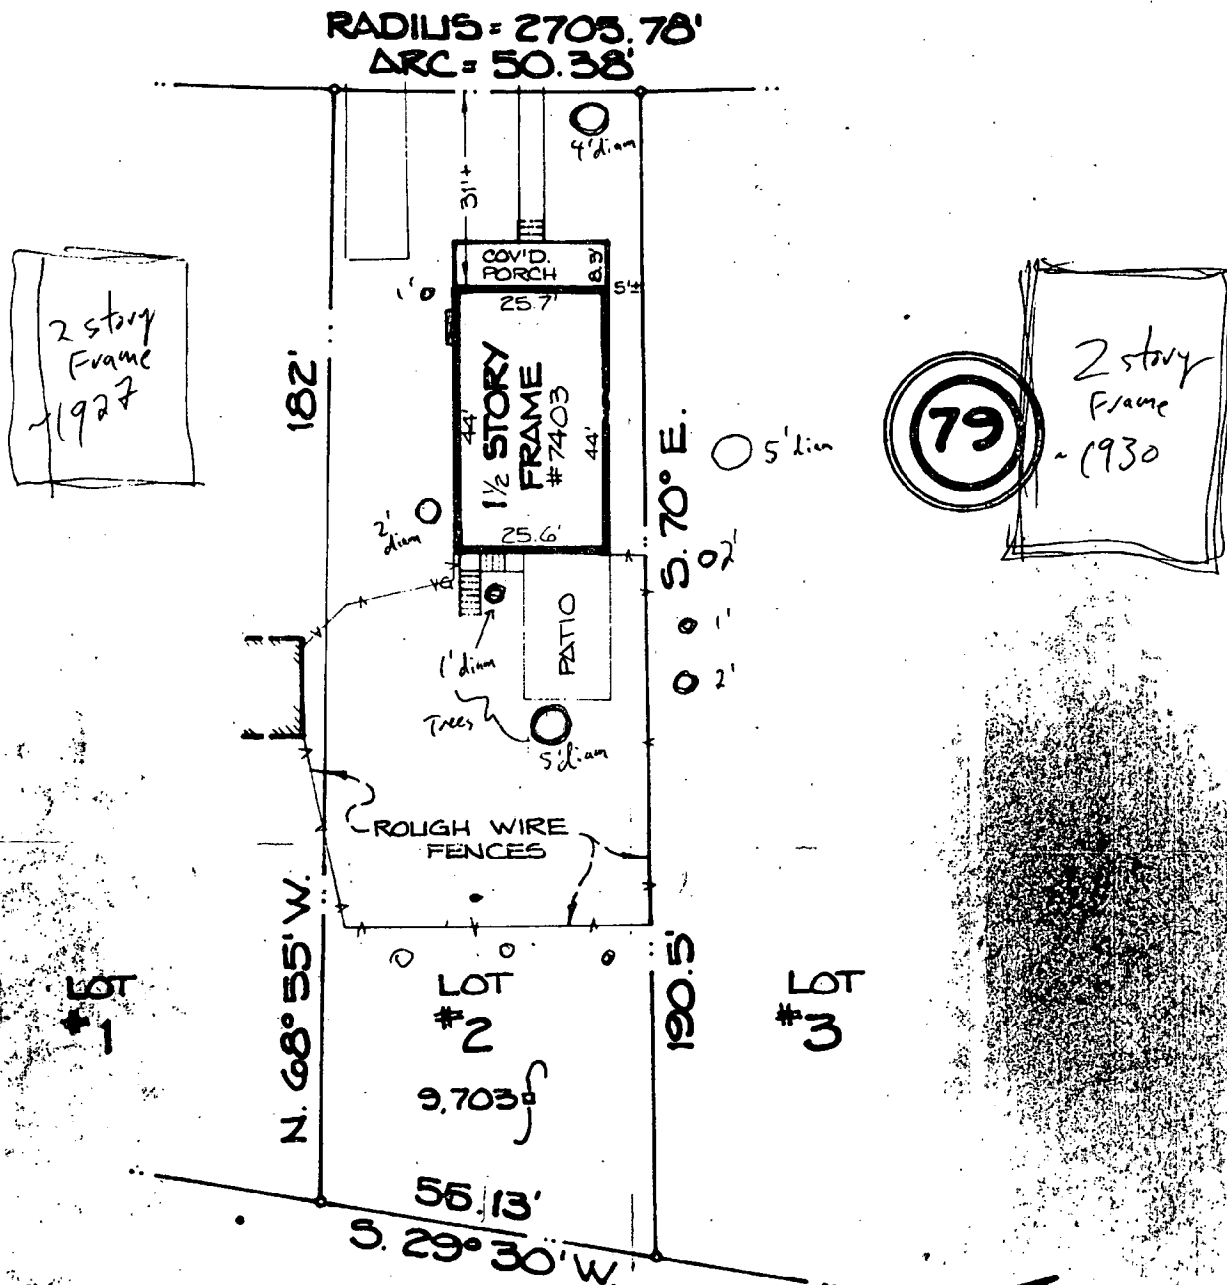 RADIUS = 2705.78'
ARC = 50.38'
4' diam
31'±
COV'D.
PORCH
8.3'
5'±
1'
25.7'
2 story
Frame
~1927
182'
1½ STORY
FRAME
#7403
44'
44'
25.6'
S. 70° E.
5' diam
79
2 story
Frame
~1930
2'
diam
2'
1'
2'
PATIO
1' diam
Trees
5' diam
ROUGH WIRE
FENCES
N. 68° 55' W.
190.5'
LOT
#1
LOT
#2
LOT
#3
9,703
55.13'
S. 29° 30' W.